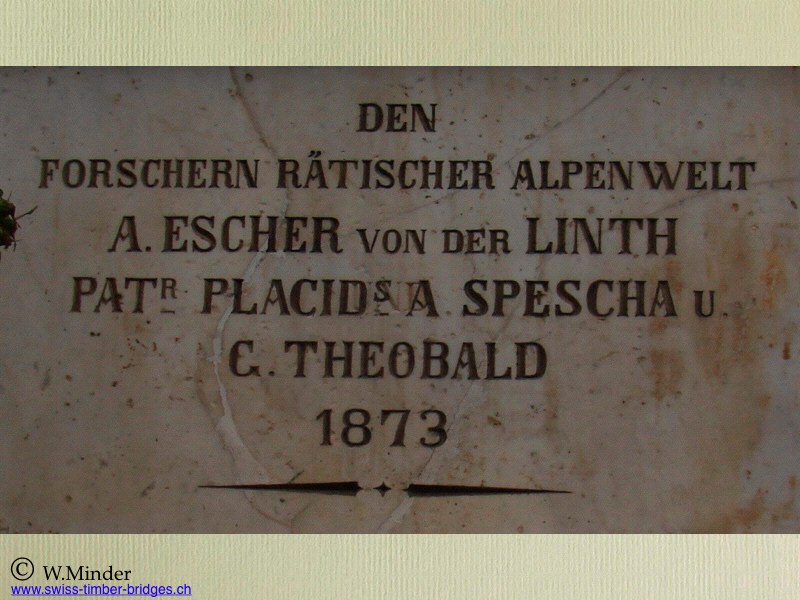 DEN
FORSCHERN RÄTISCHER ALPENWELT
A. ESCHER VON DER LINTH
PATR PLACIDS A SPESCHA U.
G. THEOBALD
1873
© W.Minder
www.swiss-timber-bridges.ch